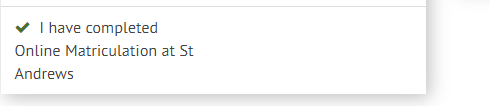 ✔ I have completed
Online Matriculation at St
Andrews